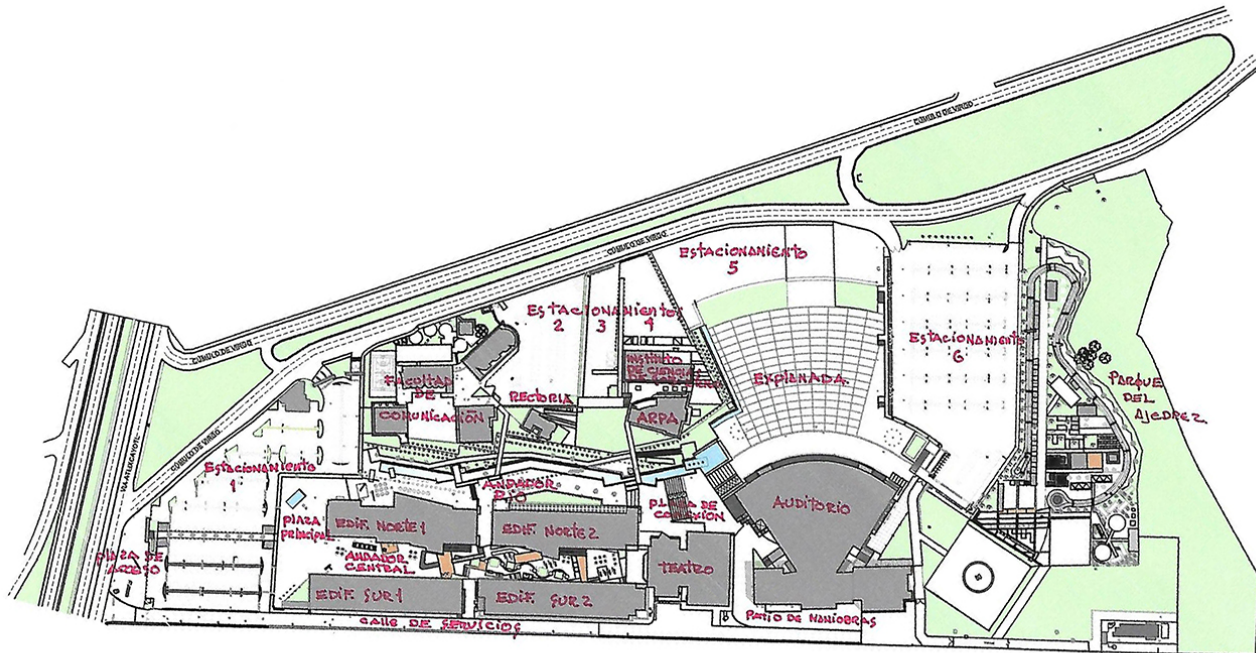 ESTACIONAMIENTO
5
ESTACIONAMIENTOS
2 3 4
ESTACIONAMIENTO
6
PARQUE
DEL
AJEDREZ
INSTITUTO
DE CIENCIAS
EXPLANADA
FACULTAD
DE
COMUNICACIÓN
RECTORIA
ARPA
ESTACIONAMIENTO
1
ANDADOR
RIO
PLAZA
PRINCIPAL
EDIF. NORTE 1
EDIF. NORTE 2
PLAZA DE
CONEXIÓN
AUDITORIO
PLAZA DE
ACCESO
ANDADOR
CENTRAL
TEATRO
EDIF. SUR 1
EDIF. SUR 2
CALLE DE SERVICIOS
PATIO DE MANIOBRAS